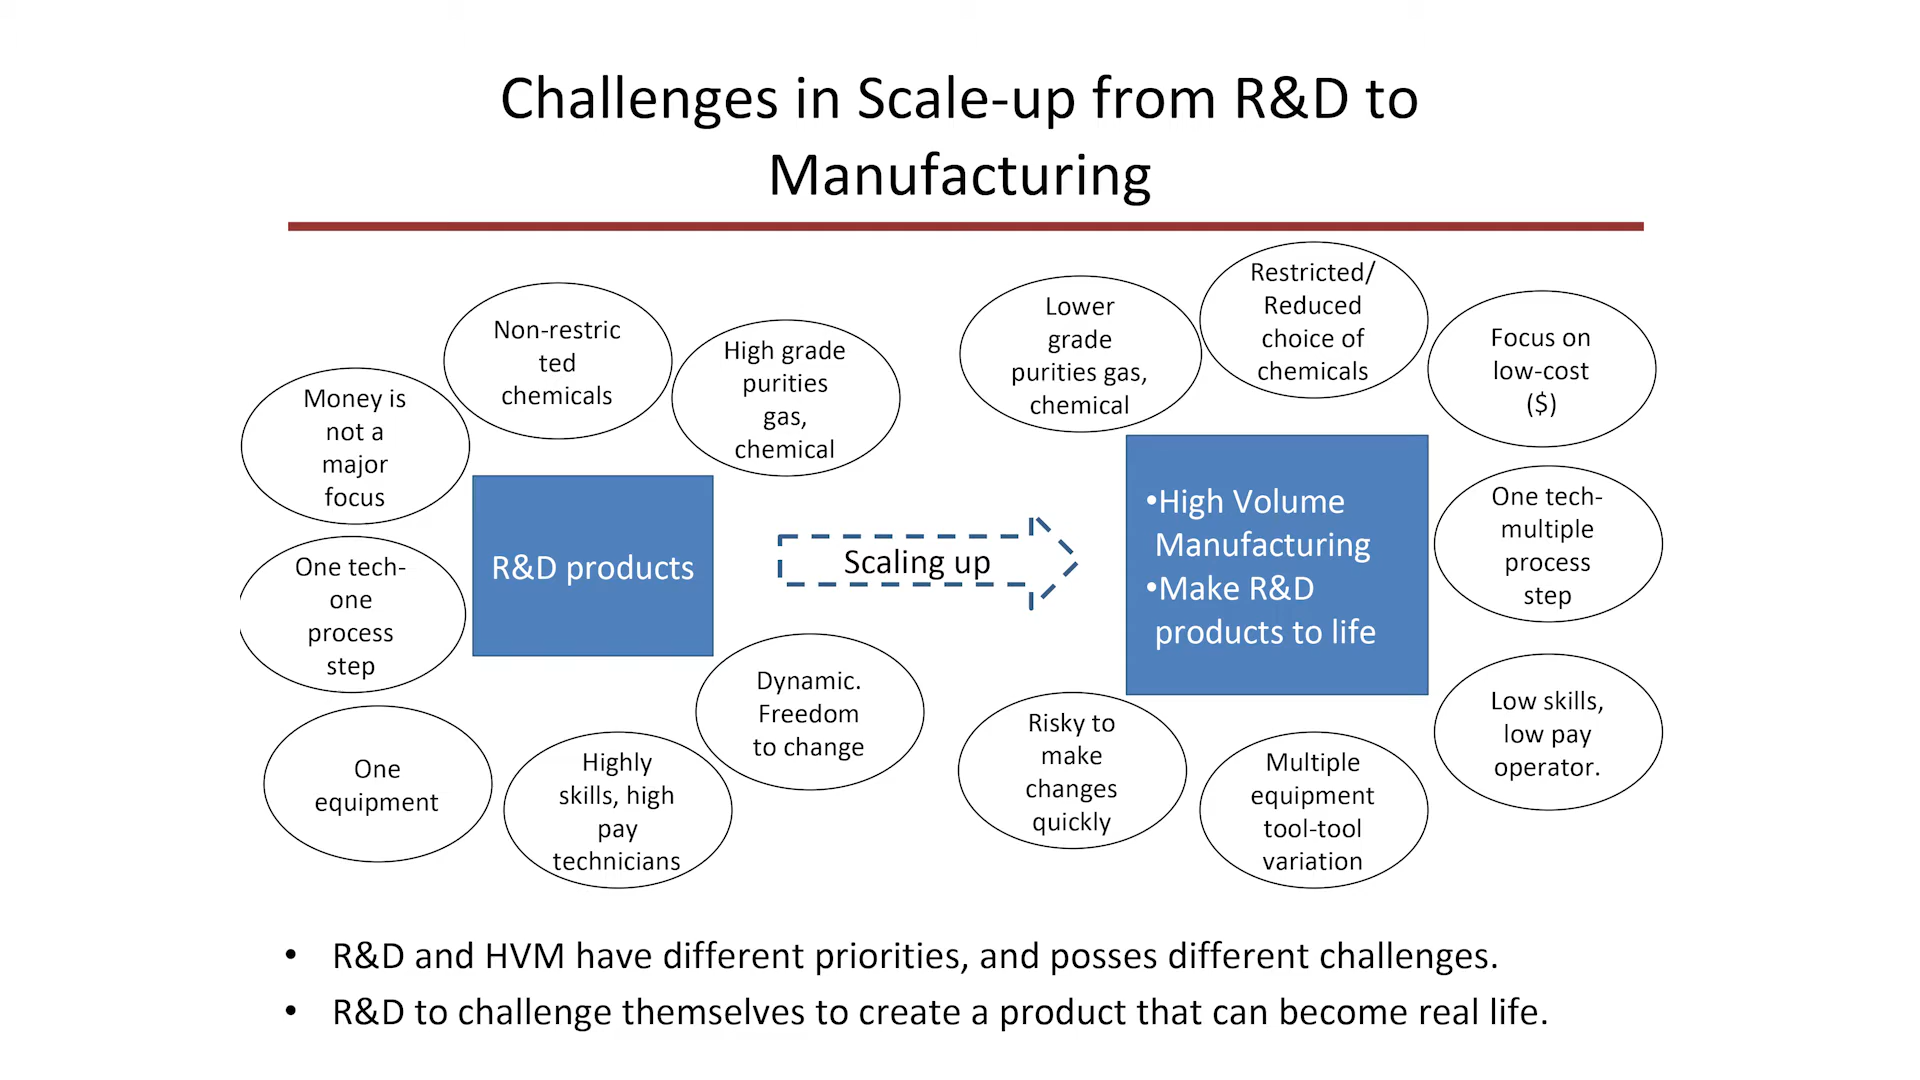 Challenges in Scale-up from R&D to
Manufacturing
Non-restric
ted
chemicals
High grade
purities
gas,
chemical
Money is
not a
major
focus
One tech-
one
process
step
R&D products
One
equipment
Highly
skills, high
pay
technicians
Dynamic.
Freedom
to change
Scaling up
Lower
grade
purities gas,
chemical
Restricted/
Reduced
choice of
chemicals
Focus on
low-cost
($)
•High Volume
Manufacturing
•Make R&D
products to life
One tech-
multiple
process
step
Low skills,
low pay
operator.
Risky to
make
changes
quickly
Multiple
equipment
tool-tool
variation
• R&D and HVM have different priorities, and posses different challenges.
• R&D to challenge themselves to create a product that can become real life.